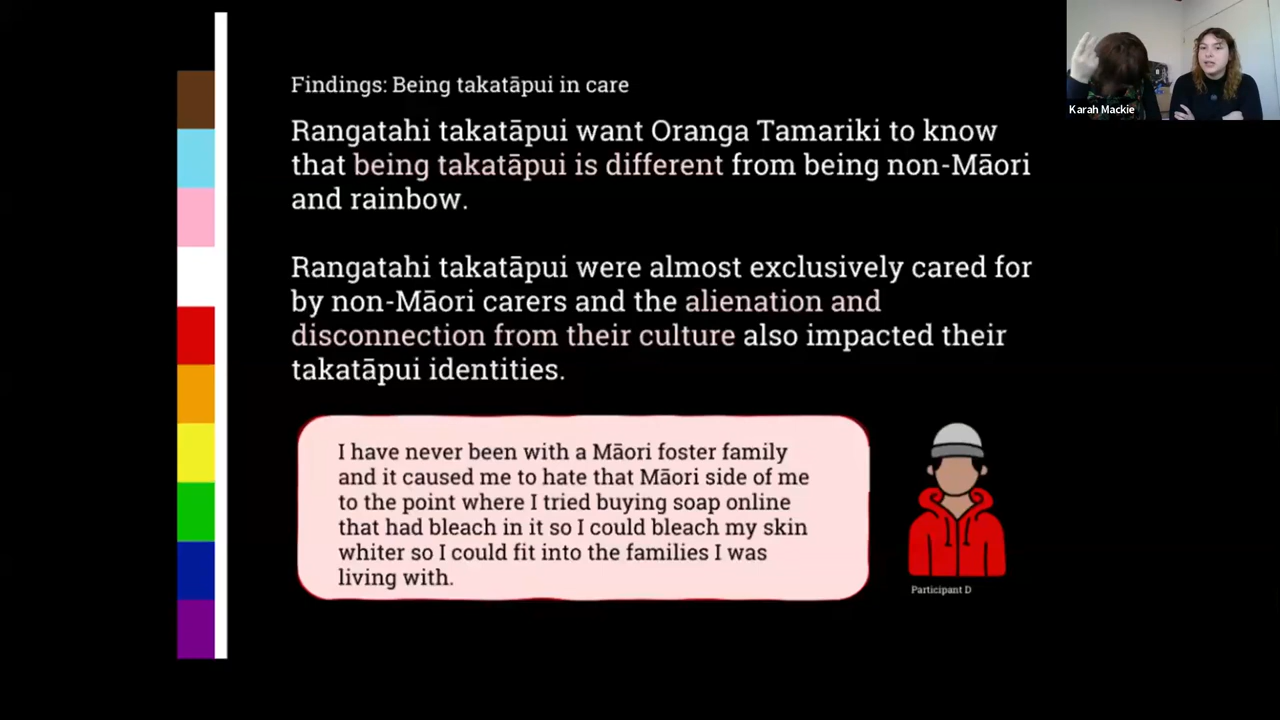 Findings: Being takatāpui in care
Rangatahi takatāpui want Oranga Tamariki to know
that being takatāpui is different from being non-Māori
and rainbow.
Rangatahi takatāpui were almost exclusively cared for
by non-Māori carers and the alienation and
disconnection from their culture also impacted their
takatāpui identities.
I have never been with a Māori foster family
and it caused me to hate that Māori side of me
to the point where I tried buying soap online
that had bleach in it so I could bleach my skin
whiter so I could fit into the families I was
living with.
Participant D
Karah Mackie